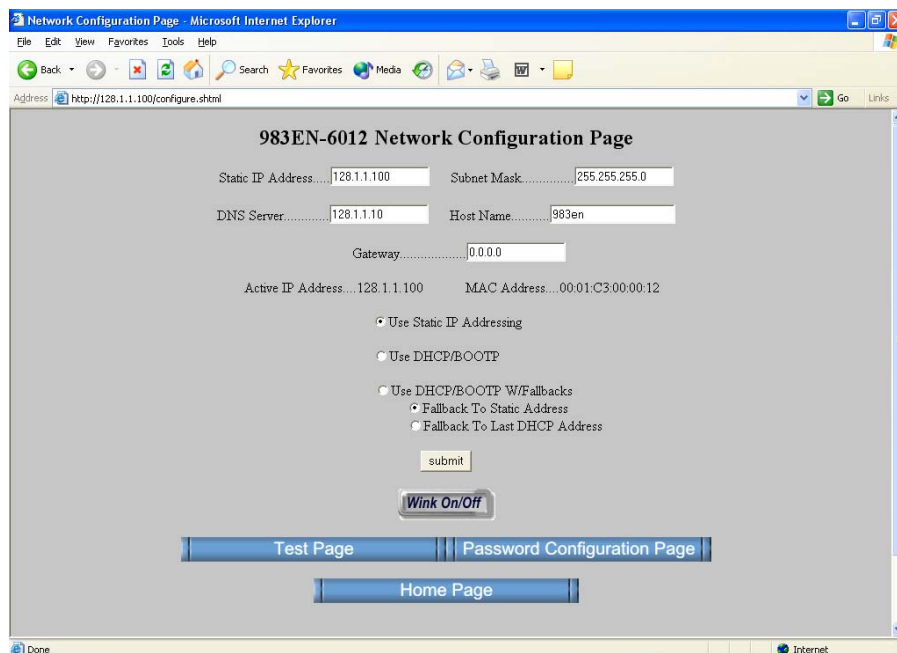 Network Configuration Page - Microsoft Internet Explorer
File Edit View Favorites Tools Help
Back Search Favorites Media
Address http://128.1.1.100/configure.shtml Go Links
983EN-6012 Network Configuration Page
Static IP Address.....128.1.1.100 Subnet Mask...............255.255.255.0
DNS Server.............128.1.1.10 Host Name...........983en
Gateway...................0.0.0.0
Active IP Address....128.1.1.100 MAC Address....00:01:C3:00:00:12
Use Static IP Addressing
Use DHCP/BOOTP
Use DHCP/BOOTP W/Fallbacks
Fallback To Static Address
Fallback To Last DHCP Address
submit
Wink On/Off
Test Page Password Configuration Page
Home Page
Done Internet